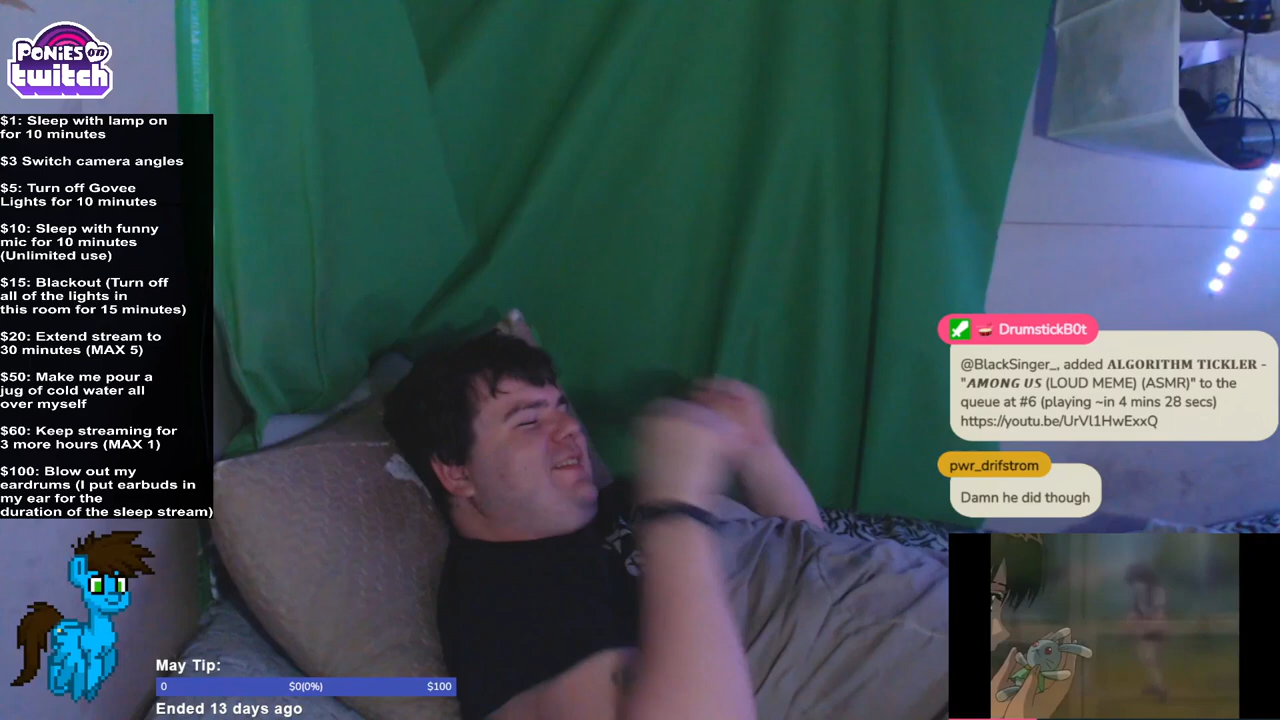 PONiES on
twitch
$1: Sleep with lamp on
for 10 minutes
$3 Switch camera angles
$5: Turn off Govee
Lights for 10 minutes
$10: Sleep with funny
mic for 10 minutes
(Unlimited use)
$15: Blackout (Turn off
all of the lights in
this room for 15 minutes)
$20: Extend stream to
30 minutes (MAX 5)
$50: Make me pour a
jug of cold water all
over myself
$60: Keep streaming for
3 more hours (MAX 1)
$100: Blow out my
eardrums (I put earbuds in
my ear for the
duration of the sleep stream)
May Tip:
0 $0(0%) $100
Ended 13 days ago
DrumstickB0t
@BlackSinger_, added ALGORITHM TICKLER -
"AMONG US (LOUD MEME) (ASMR)" to the
queue at #6 (playing ~in 4 mins 28 secs)
https://youtu.be/UrVl1HwExxQ
pwr_drifstrom
Damn he did though